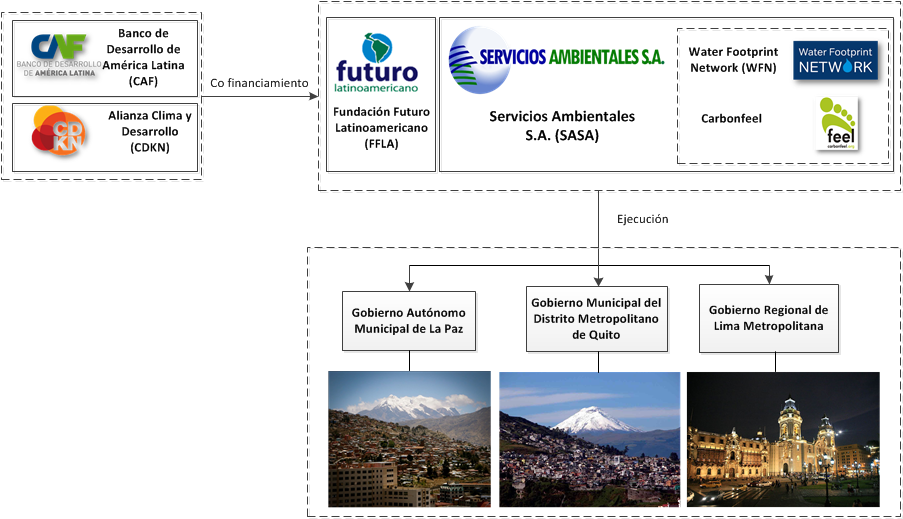 CAF
BANCO DE DESARROLLO
DE AMÉRICA LATINA
Banco de
Desarrollo de
América Latina
(CAF)
CDKN
Alianza Clima y
Desarrollo
(CDKN)
Co financiamiento
futuro
latinoamericano
Fundación Futuro
Latinoamericano
(FFLA)
SERVICIOS AMBIENTALES S.A.
Servicios Ambientales
S.A. (SASA)
Water Footprint
Network (WFN)
Water Footprint
NETWORK
Carbonfeel
feel
carbonfeel.org
Ejecución
Gobierno Autónomo
Municipal de La Paz
Gobierno Municipal del
Distrito Metropolitano
de Quito
Gobierno Regional de
Lima Metropolitana